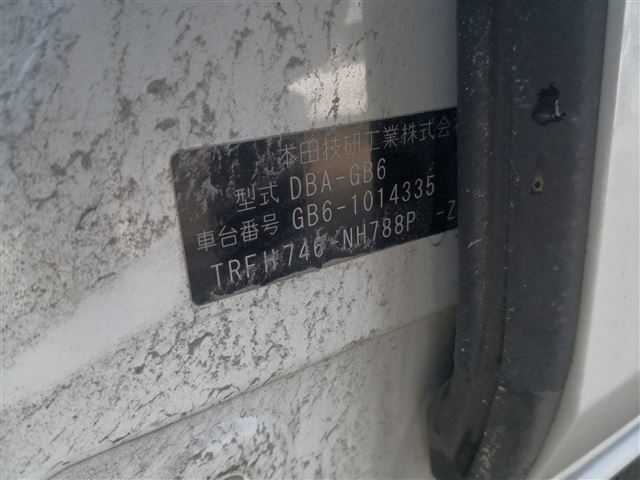 本田技研工業株式会
型式 DBA-GB6
車台番号 GB6-1014335
TRFH746 NH788P -Z